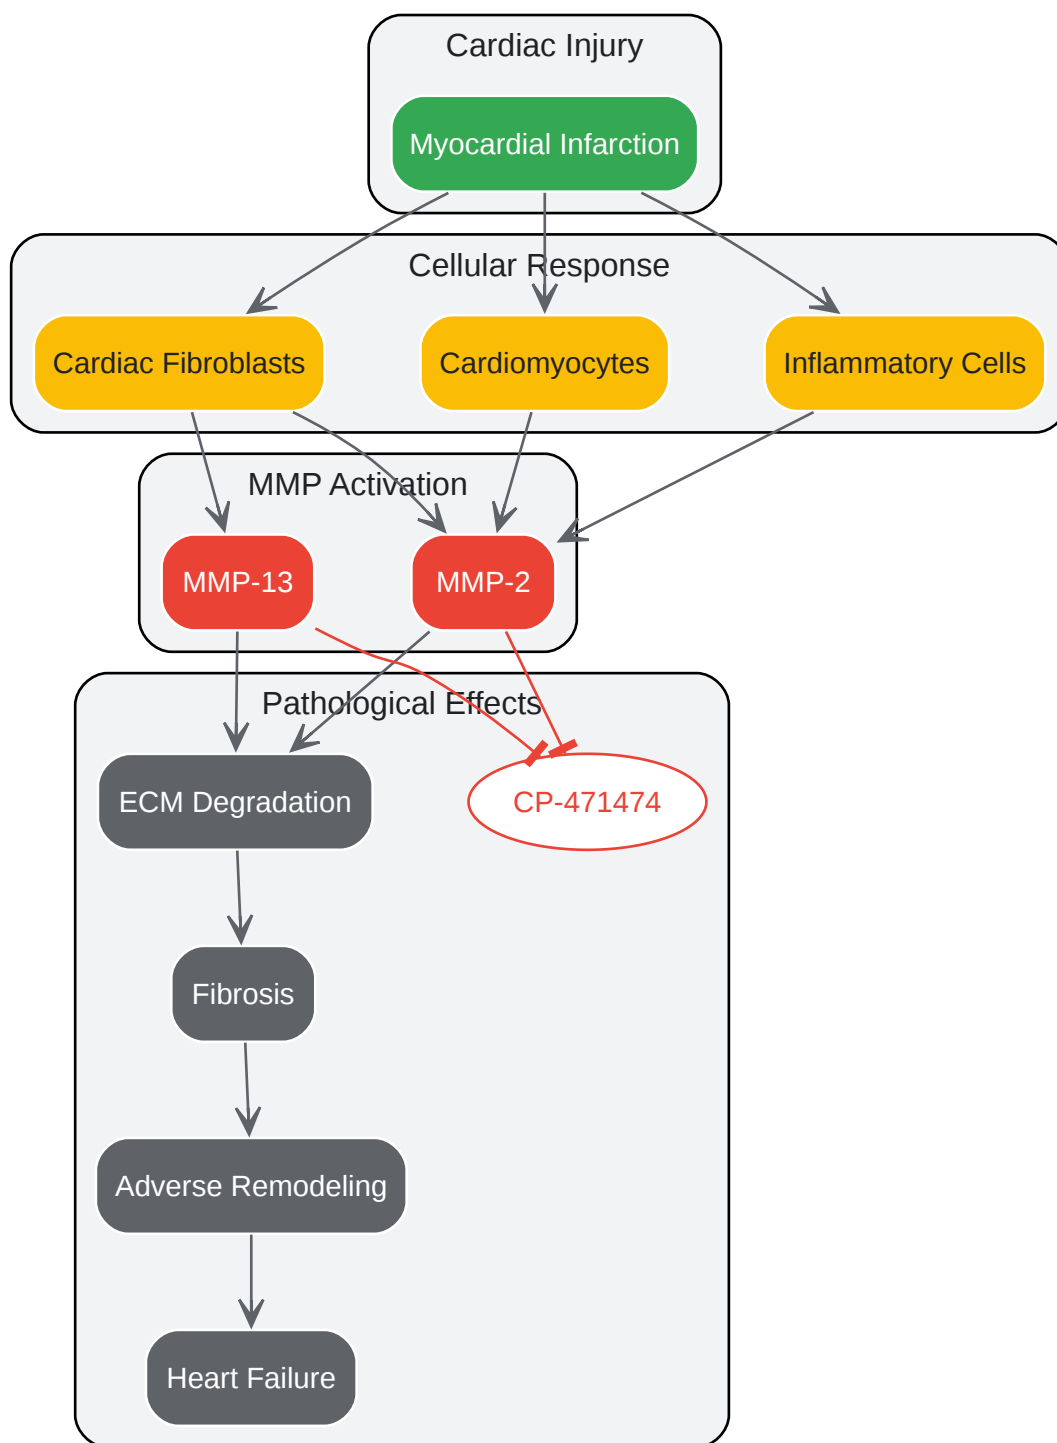 Cardiac Injury
Myocardial Infarction
Cellular Response
Cardiac Fibroblasts
Cardiomyocytes
Inflammatory Cells
MMP Activation
MMP-13
MMP-2
Pathological Effects
ECM Degradation
CP-471474
Fibrosis
Adverse Remodeling
Heart Failure